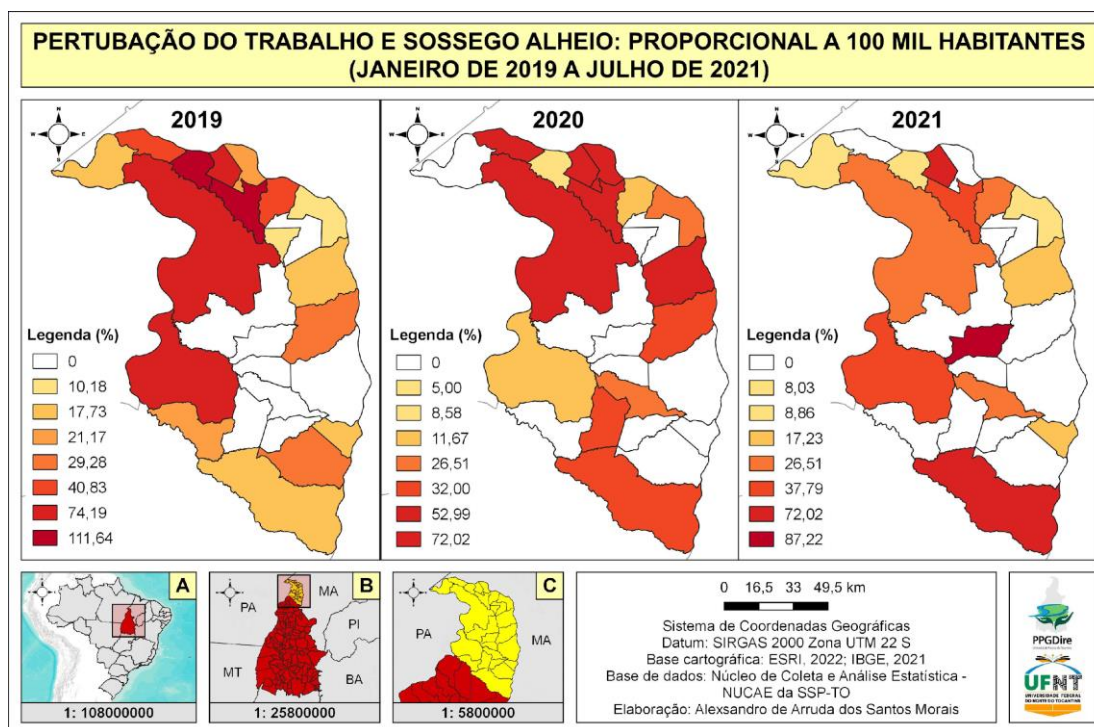 PERTUBAÇÃO DO TRABALHO E SOSSEGO ALHEIO: PROPORCIONAL A 100 MIL HABITANTES
(JANEIRO DE 2019 A JULHO DE 2021)
2019
N
W E
S
Legenda (%)
0
10,18
17,73
21,17
29,28
40,83
74,19
111,64
2020
N
W E
S
Legenda (%)
0
5,00
8,58
11,67
26,51
32,00
52,99
72,02
2021
N
W E
S
Legenda (%)
0
8,03
8,86
17,23
26,51
37,79
72,02
87,22
A
1: 108000000
B
PA
MA
PI
MT
BA
1: 25800000
C
PA
MA
1: 5800000
0 16,5 33 49,5 km
Sistema de Coordenadas Geográficas
Datum: SIRGAS 2000 Zona UTM 22 S
Base cartográfica: ESRI, 2022; IBGE, 2021
Base de dados: Núcleo de Coleta e Análise Estatística -
NUCAE da SSP-TO
Elaboração: Alexsandro de Arruda dos Santos Morais
PPGDire
UFNT
UNIVERSIDADE FEDERAL
DO NORTE DO TOCANTINS